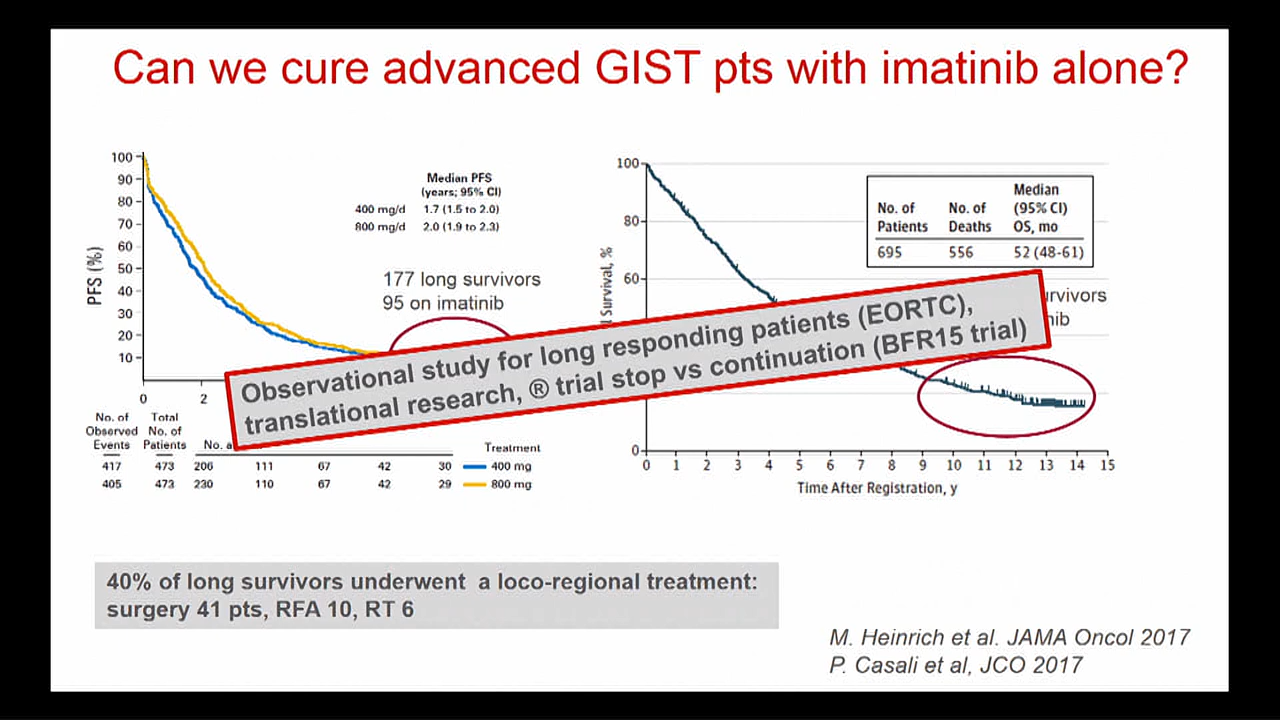 Can we cure advanced GIST pts with imatinib alone?
PFS (%)
100
90
80
70
60
50
40
30
20
10
0
2
Median PFS
(years; 95% CI)
400 mg/d 1.7 (1.5 to 2.0)
800 mg/d 2.0 (1.9 to 2.3)
177 long survivors
95 on imatinib
No. of Observed Events
Total No. of Patients
No. a
417 473 206 111 67 42 30
405 473 230 110 67 42 29
Treatment
400 mg
800 mg
Survival, %
100
80
60
0
0 1 2 3 4 5 6 7 8 9 10 11 12 13 14 15
Time After Registration, y
No. of Patients
No. of Deaths
Median (95% CI) OS, mo
695 556 52 (48-61)
Observational study for long responding patients (EORTC),
translational research, ® trial stop vs continuation (BFR15 trial)
40% of long survivors underwent a loco-regional treatment:
surgery 41 pts, RFA 10, RT 6
M. Heinrich et al. JAMA Oncol 2017
P. Casali et al, JCO 2017